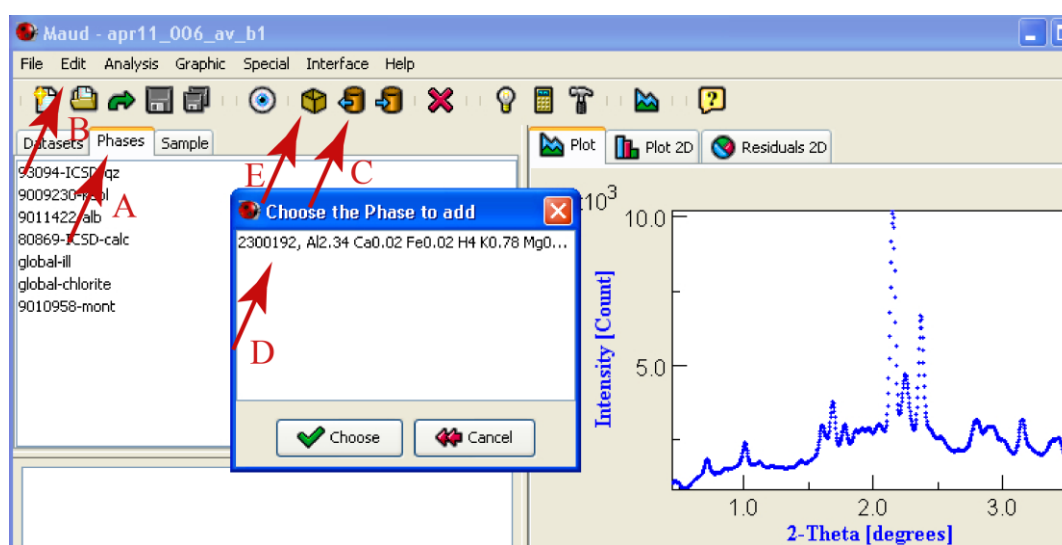 Maud - apr11_006_av_b1
File Edit Analysis Graphic Special Interface Help
Datasets Phases Sample
B
A
E
C
D
93094-ICSD-qz
9011422-alb
80869-ICSD-calc
global-ill
global-chlorite
9010958-mont
Choose the Phase to add
2300192, Al2.34 Ca0.02 Fe0.02 H4 K0.78 Mg0...
Choose Cancel
Plot Plot 2D Residuals 2D
10.0
5.0
Intensity [Count]
1.0 2.0 3.0
2-Theta [degrees]